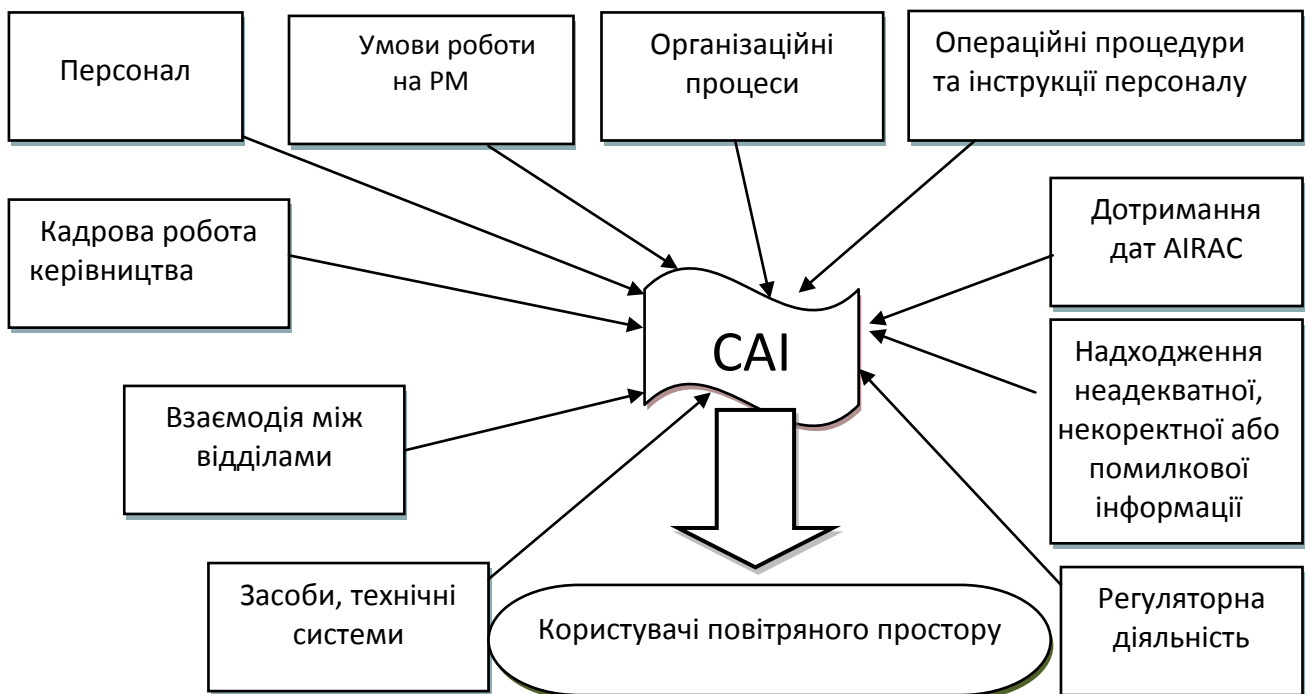 Персонал
Умови роботи
на РМ
Організаційні
процеси
Операційні процедури
та інструкції персоналу
Кадрова робота
керівництва
Дотримання
дат AIRAC
САІ
Надходження
неадекватної,
некоректної або
помилкової
інформації
Взаємодія між
відділами
Засоби, технічні
системи
Користувачі повітряного простору
Регуляторна
діяльність